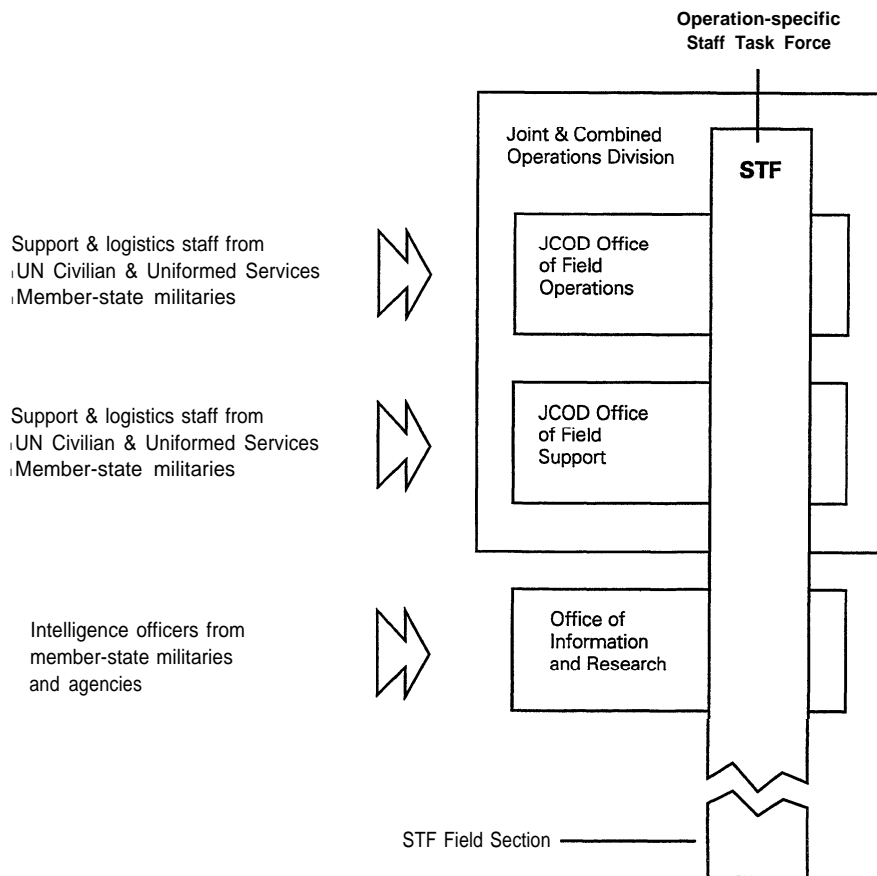 Operation-specific
Staff Task Force
Joint & Combined
Operations Division
STF
Support & logistics staff from
UN Civilian & Uniformed Services
Member-state militaries
JCOD Office
of Field
Operations
Support & logistics staff from
UN Civilian & Uniformed Services
Member-state militaries
JCOD Office
of Field
Support
Intelligence officers from
member-state militaries
and agencies
Office of
Information
and Research
STF Field Section